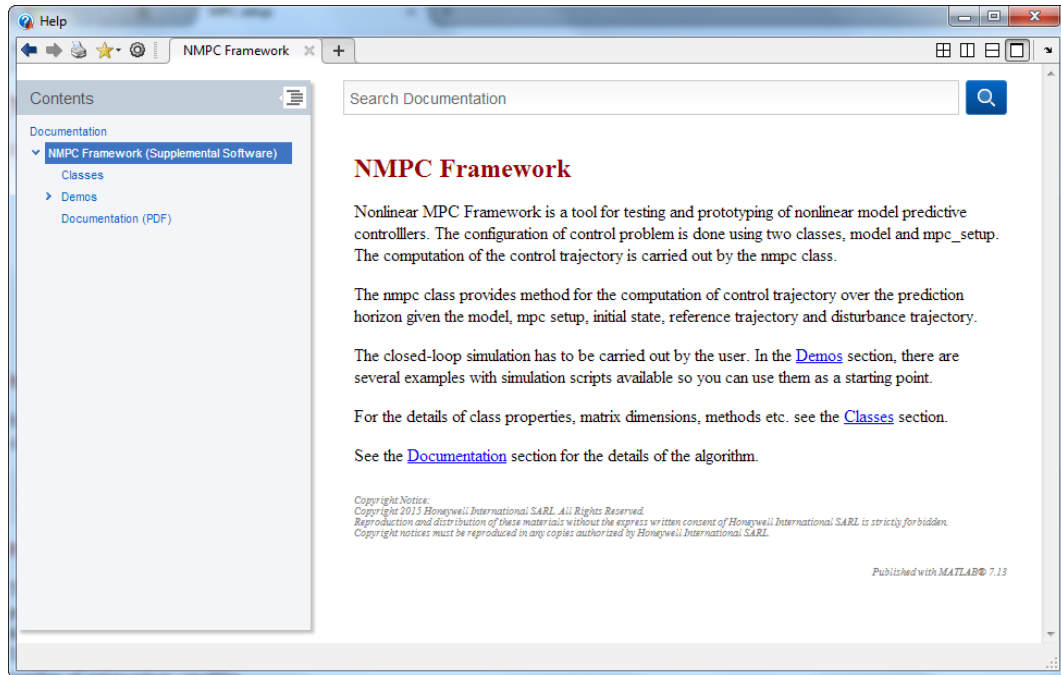 Help
NMPC Framework
Contents
Search Documentation
Documentation
NMPC Framework (Supplemental Software)
Classes
Demos
Documentation (PDF)
NMPC Framework
Nonlinear MPC Framework is a tool for testing and prototyping of nonlinear model predictive
controlllers. The configuration of control problem is done using two classes, model and mpc_setup.
The computation of the control trajectory is carried out by the nmpc class.
The nmpc class provides method for the computation of control trajectory over the prediction
horizon given the model, mpc setup, initial state, reference trajectory and disturbance trajectory.
The closed-loop simulation has to be carried out by the user. In the Demos section, there are
several examples with simulation scripts available so you can use them as a starting point.
For the details of class properties, matrix dimensions, methods etc. see the Classes section.
See the Documentation section for the details of the algorithm.
Copyright Notice:
Copyright 2015 Honeywell International SARL. All Rights Reserved.
Reproduction and distribution of these materials without the express written consent of Honeywell International SARL is strictly forbidden.
Copyright notices must be reproduced in any copies authorized by Honeywell International SARL.
Published with MATLAB® 7.13